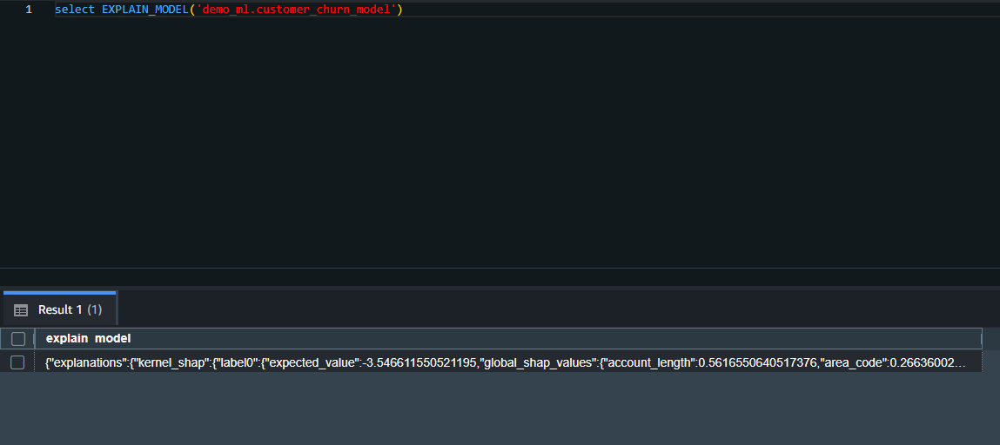 1 select EXPLAIN_MODEL('demo_ml.customer_churn_model')
Result 1 (1)
explain_model
{"explanations":{"kernel_shap":{"label0":{"expected_value":-3.546611550521195,"global_shap_values":{"account_length":0.5616550640517376,"area_code":0.26636002...